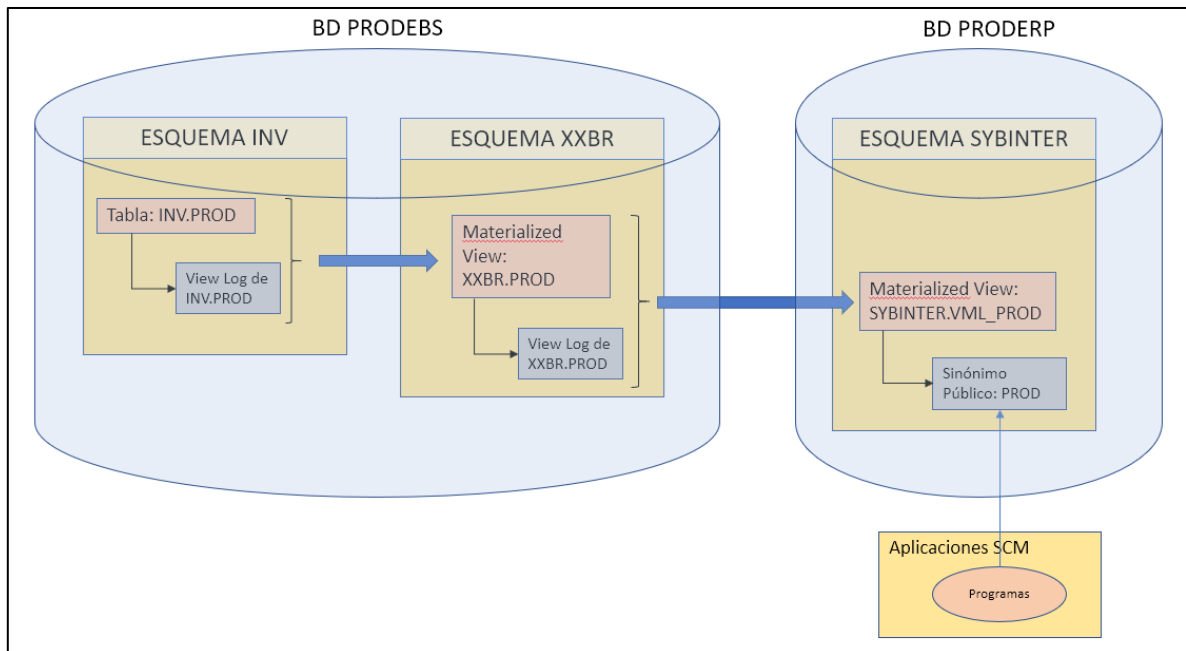 BD PRODEBS
BD PRODERP
ESQUEMA INV
ESQUEMA XXBR
ESQUEMA SYBINTER
Tabla: INV.PROD
View Log de
INV.PROD
Materialized
View:
XXBR.PROD
View Log de
XXBR.PROD
Materialized View:
SYBINTER.VML_PROD
Sinónimo
Público: PROD
Aplicaciones SCM
Programas